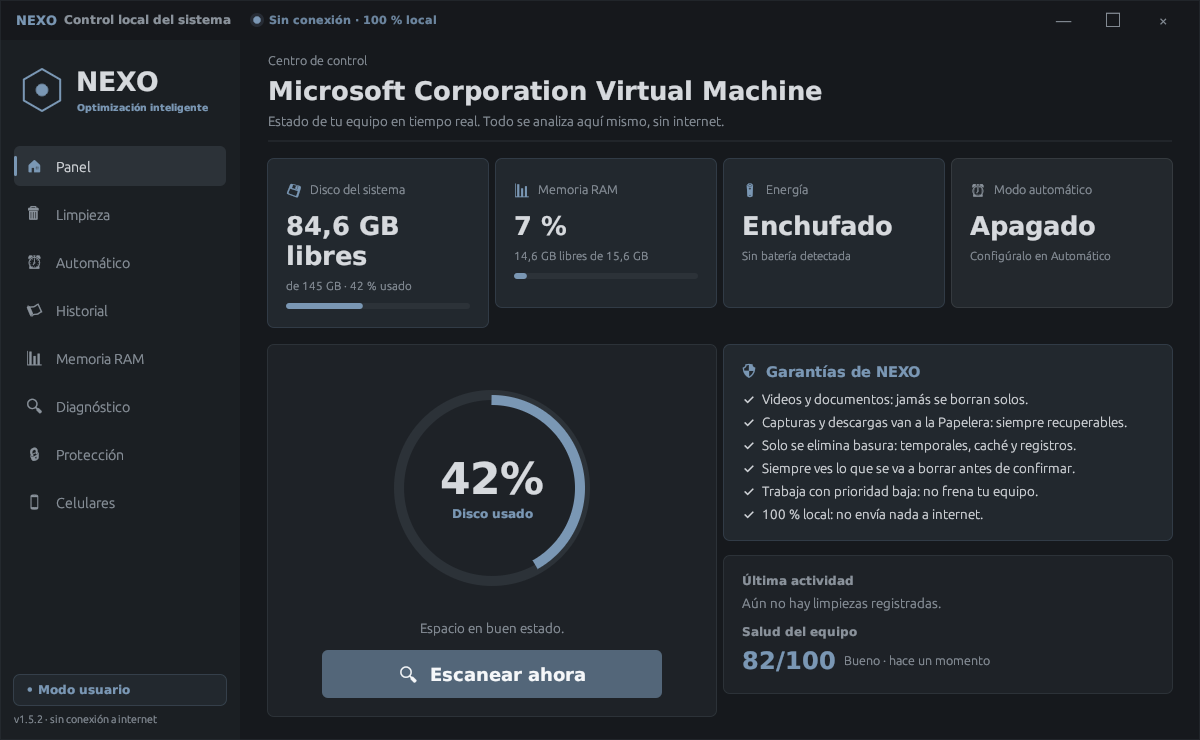 NEXO Control local del sistema
Sin conexión · 100 % local
NEXO
Optimización inteligente
Panel
Limpieza
Automático
Historial
Memoria RAM
Diagnóstico
Protección
Celulares
• Modo usuario
v1.5.2 · sin conexión a internet
Centro de control
Microsoft Corporation Virtual Machine
Estado de tu equipo en tiempo real. Todo se analiza aquí mismo, sin internet.
Disco del sistema
84,6 GB
libres
de 145 GB · 42 % usado
Memoria RAM
7 %
14,6 GB libres de 15,6 GB
Energía
Enchufado
Sin batería detectada
Modo automático
Apagado
Configúralo en Automático
42%
Disco usado
Espacio en buen estado.
Escanear ahora
Garantías de NEXO
✓ Videos y documentos: jamás se borran solos.
✓ Capturas y descargas van a la Papelera: siempre recuperables.
✓ Solo se elimina basura: temporales, caché y registros.
✓ Siempre ves lo que se va a borrar antes de confirmar.
✓ Trabaja con prioridad baja: no frena tu equipo.
✓ 100 % local: no envía nada a internet.
Última actividad
Aún no hay limpiezas registradas.
Salud del equipo
82/100 Bueno · hace un momento